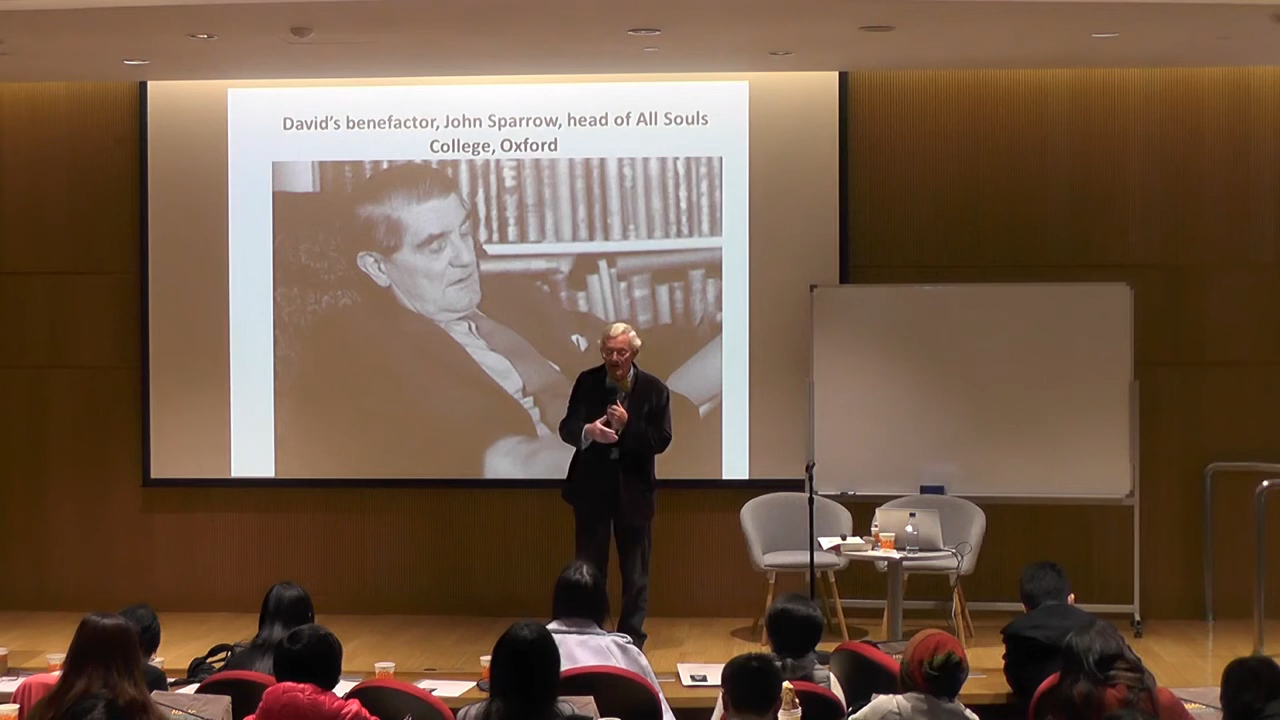 David’s benefactor, John Sparrow, head of All Souls
College, Oxford